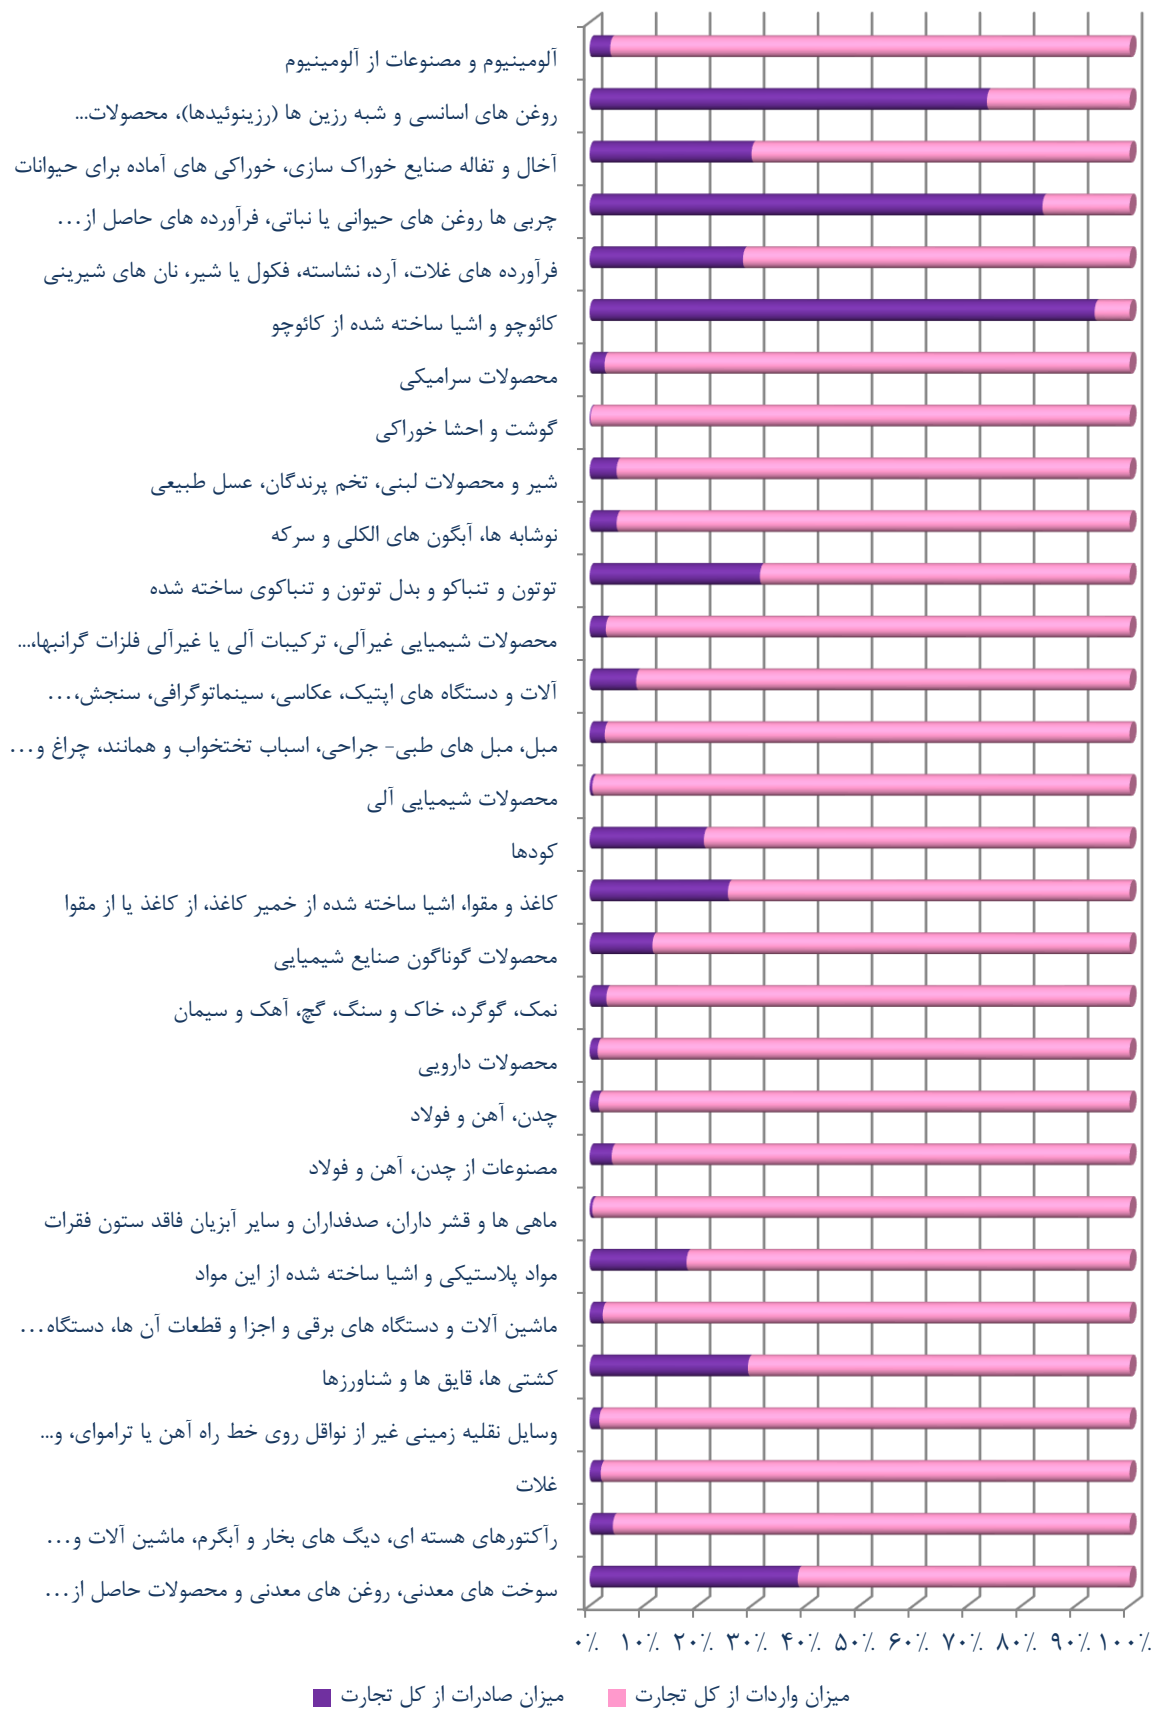 آلومینیوم و مصنوعات از آلومینیوم
روغن های اسانسی و شبه رزین ها (رزینوئیدها)، محصولات...
آخال و تفاله صنایع خوراک سازی، خوراکی های آماده برای حیوانات
چربی ها روغن های حیوانی یا نباتی، فرآورده های حاصل از...
فرآورده های غلات، آرد، نشاسته، فکول یا شیر، نان های شیرینی
کائوچو و اشیا ساخته شده از کائوچو
محصولات سرامیکی
گوشت و احشا خوراکی
شیر و محصولات لبنی، تخم پرندگان، عسل طبیعی
نوشابه ها، آبگون های الکلی و سرکه
توتون و تنباکو و بدل توتون و تنباکوی ساخته شده
محصولات شیمیایی غیرآلی، ترکیبات آلی یا غیرآلی فلزات گرانبها،...
آلات و دستگاه های اپتیک، عکاسی، سینماتوگرافی، سنجش،...
مبل، مبل های طبی- جراحی، اسباب تختخواب و همانند، چراغ و...
محصولات شیمیایی آلی
کودها
کاغذ و مقوا، اشیا ساخته شده از خمیر کاغذ، از کاغذ یا از مقوا
محصولات گوناگون صنایع شیمیایی
نمک، گوگرد، خاک و سنگ، گچ، آهک و سیمان
محصولات دارویی
چدن، آهن و فولاد
مصنوعات از چدن، آهن و فولاد
ماهی ها و قشر داران، صدفداران و سایر آبزیان فاقد ستون فقرات
مواد پلاستیکی و اشیا ساخته شده از این مواد
ماشین آلات و دستگاه های برقی و اجزا و قطعات آن ها، دستگاه...
کشتی ها، قایق ها و شناورزها
وسایل نقلیه زمینی غیر از نواقل روی خط راه آهن یا تراموای، و...
غلات
رآکتورهای هسته ای، دیگ های بخار و آبگرم، ماشین آلات و...
سوخت های معدنی، روغن های معدنی و محصولات حاصل از...
۰٪ ۱۰٪ ۲۰٪ ۳۰٪ ۴۰٪ ۵۰٪ ۶۰٪ ۷۰٪ ۸۰٪ ۹۰٪ ۱۰۰٪
میزان صادرات از کل تجارت
میزان واردات از کل تجارت